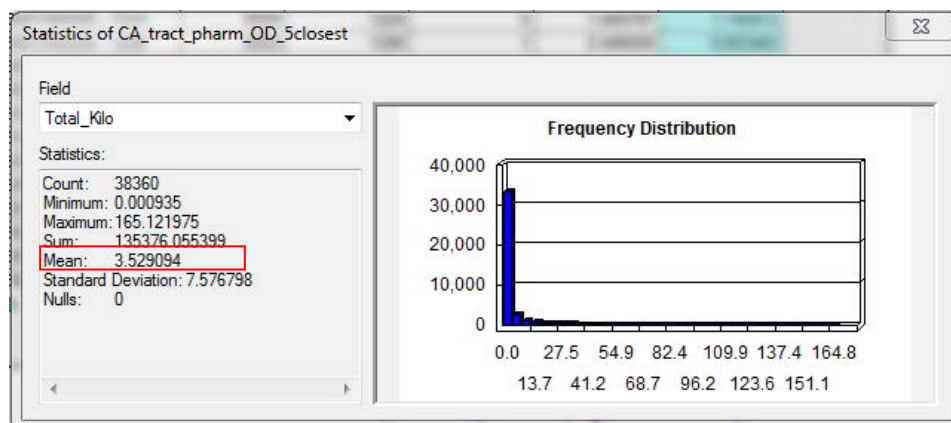 Statistics of CA_tract_pharm_OD_5closest
Field
Total_Kilo
Statistics:
Count: 38360
Minimum: 0.000935
Maximum: 165.121975
Sum: 135376.055399
Mean: 3.529094
Standard Deviation: 7.576798
Nulls: 0
Frequency Distribution
40,000
30,000
20,000
10,000
0
0.0 27.5 54.9 82.4 109.9 137.4 164.8
13.7 41.2 68.7 96.2 123.6 151.1